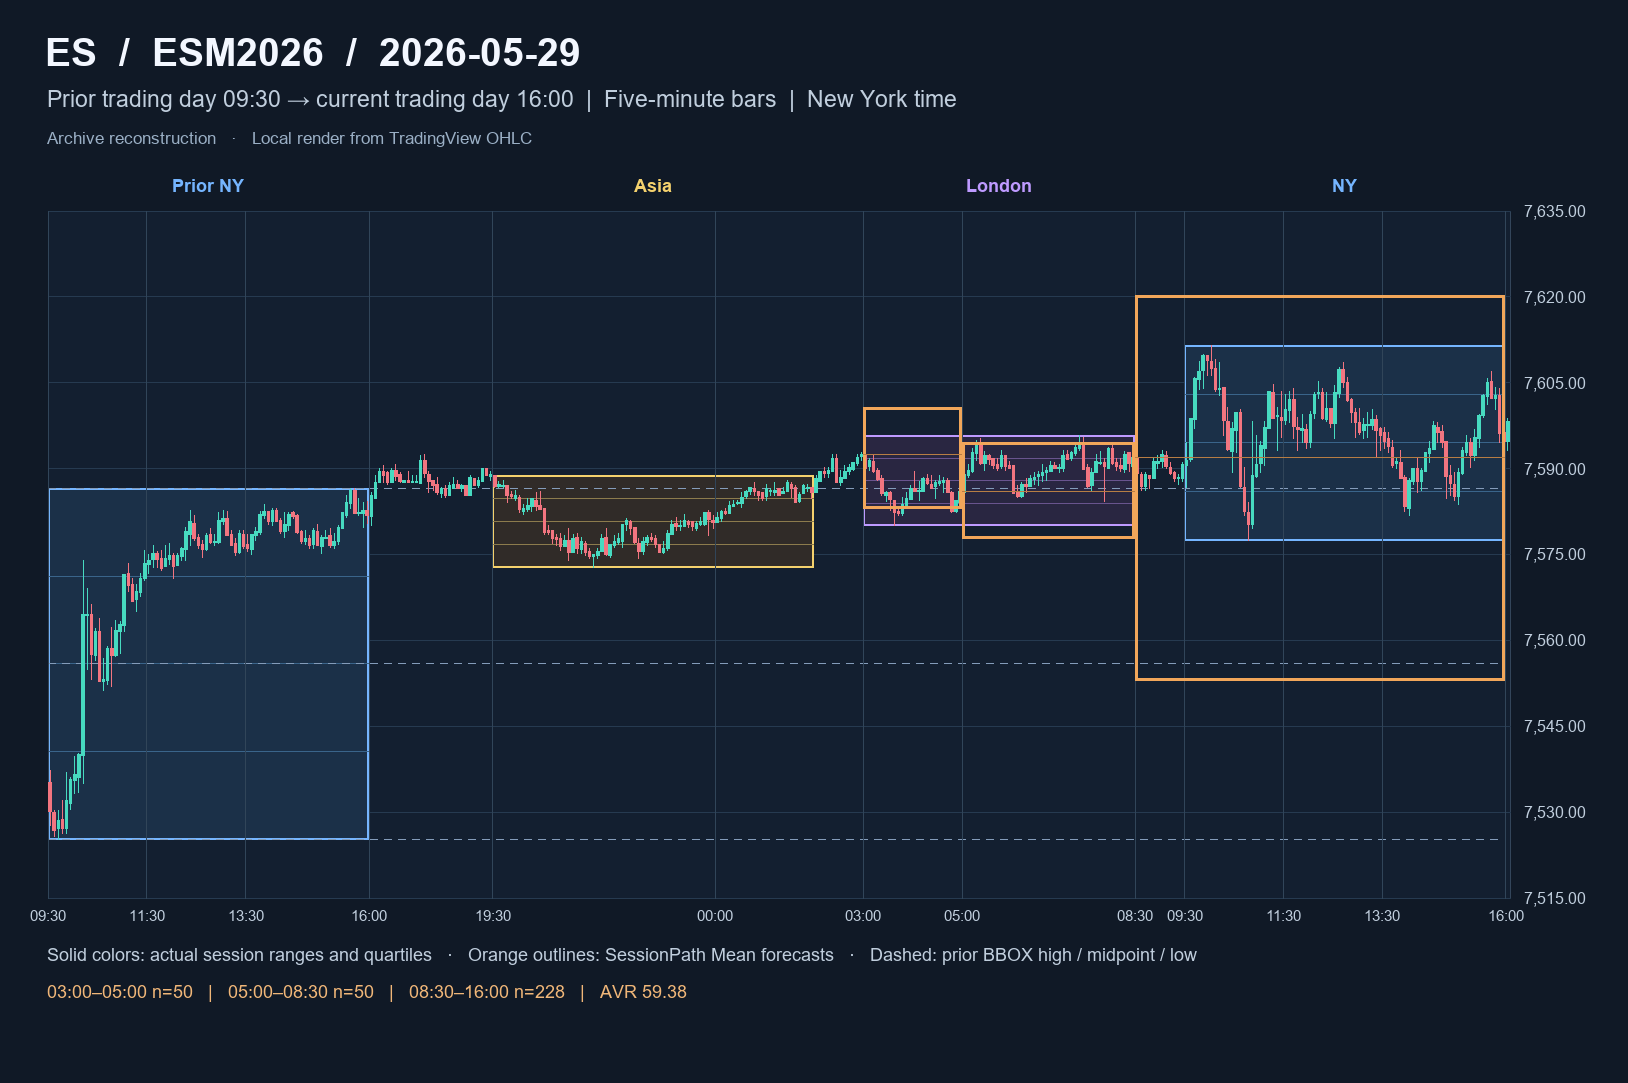 ES / ESM2026 / 2026-05-29
Prior trading day 09:30 → current trading day 16:00 | Five-minute bars | New York time
Archive reconstruction · Local render from TradingView OHLC
Prior NY Asia London NY
7,635.00
7,620.00
7,605.00
7,590.00
7,575.00
7,560.00
7,545.00
7,530.00
7,515.00
09:30 11:30 13:30 16:00 19:30 00:00 03:00 05:00 08:30 09:30 11:30 13:30 16:00
Solid colors: actual session ranges and quartiles · Orange outlines: SessionPath Mean forecasts · Dashed: prior BBOX high / midpoint / low
03:00–05:00 n=50 | 05:00–08:30 n=50 | 08:30–16:00 n=228 | AVR 59.38